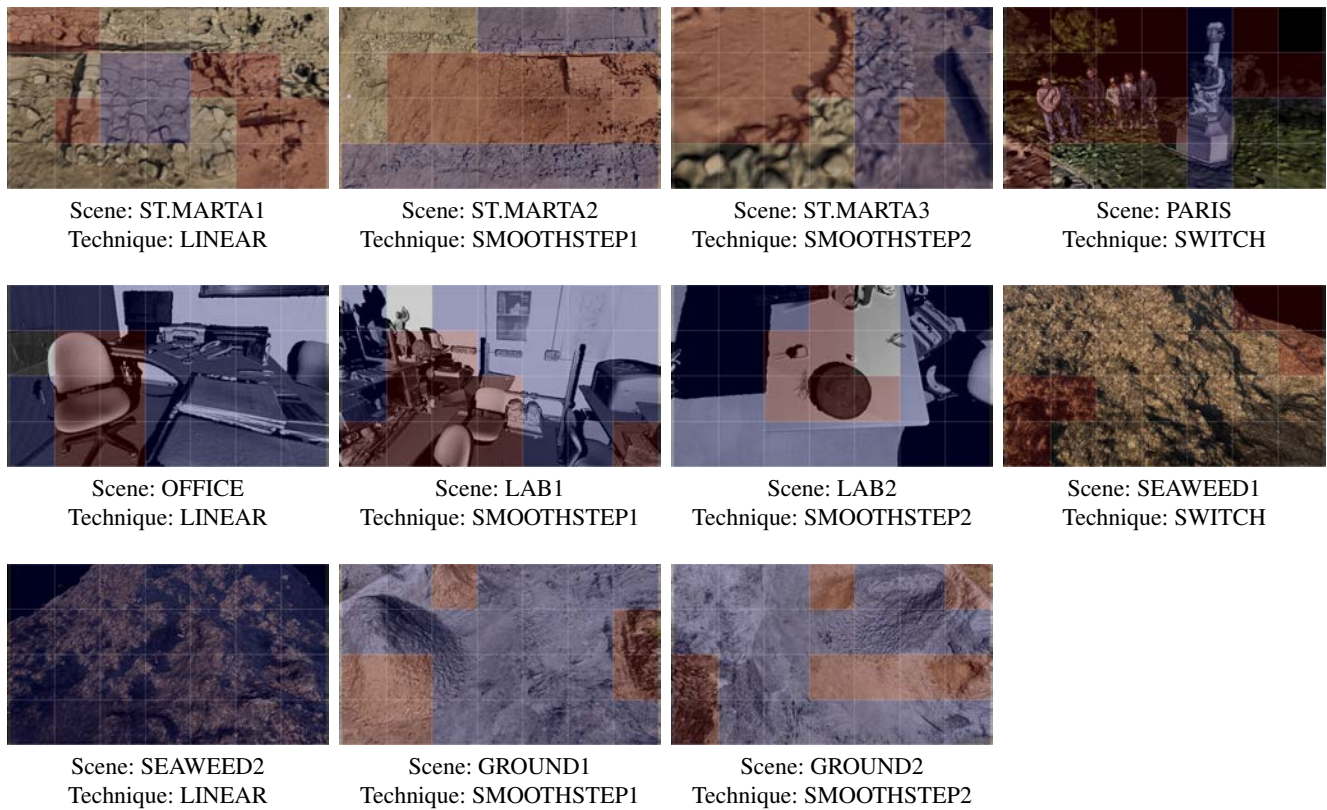 Scene: ST.MARTA1
Technique: LINEAR
Scene: ST.MARTA2
Technique: SMOOTHSTEP1
Scene: ST.MARTA3
Technique: SMOOTHSTEP2
Scene: PARIS
Technique: SWITCH
Scene: OFFICE
Technique: LINEAR
Scene: LAB1
Technique: SMOOTHSTEP1
Scene: LAB2
Technique: SMOOTHSTEP2
Scene: SEAWEED1
Technique: SWITCH
Scene: SEAWEED2
Technique: LINEAR
Scene: GROUND1
Technique: SMOOTHSTEP1
Scene: GROUND2
Technique: SMOOTHSTEP2